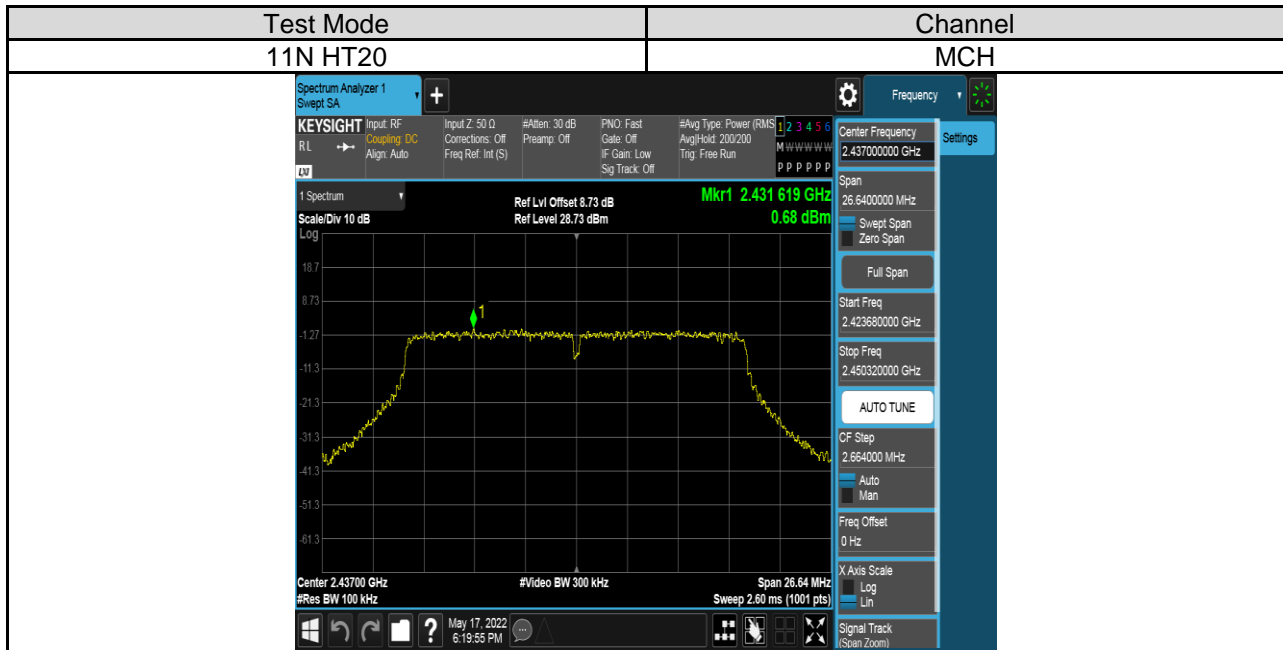 Test Mode Channel
11N HT20 MCH
Spectrum Analyzer 1
Swept SA
Frequency
KEYSIGHT Input: RF Input Z: 50 Ω #Atten: 30 dB PNO: Fast #Avg Type: Power (RMS 1 2 3 4 5 6
RL Coupling: DC Corrections: Off Preamp: Off Gate: Off Avg|Hold: 200/200 M W W W W W
Align: Auto Freq Ref: Int (S) IF Gain: Low Trig: Free Run
LXI Sig Track: Off P P P P P P
Center Frequency
2.437000000 GHz
Settings
1 Spectrum
Ref Lvl Offset 8.73 dB
Mkr1 2.431 619 GHz
Scale/Div 10 dB
Ref Level 28.73 dBm
0.68 dBm
Log
18.7
8.73
-1.27
-11.3
-21.3
-31.3
-41.3
-51.3
-61.3
1
Center 2.43700 GHz #Video BW 300 kHz Span 26.64 MHz
#Res BW 100 kHz Sweep 2.60 ms (1001 pts)
Span
26.6400000 MHz
Swept Span
Zero Span
Full Span
Start Freq
2.423680000 GHz
Stop Freq
2.450320000 GHz
AUTO TUNE
CF Step
2.664000 MHz
Auto
Man
Freq Offset
0 Hz
X Axis Scale
Log
Lin
Signal Track
(Span Zoom)
?
May 17, 2022
6:19:55 PM